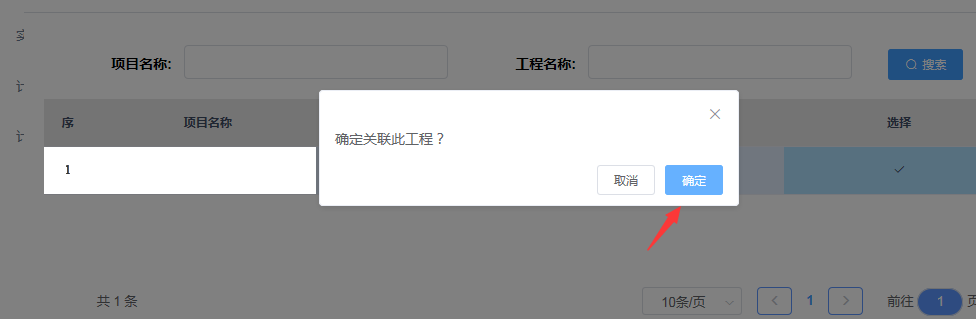 项目名称:
工程名称:
搜索
序
项目名称
选择
1
确定关联此工程？
取消
确定
共 1 条
10条/页
1
前往 1 页